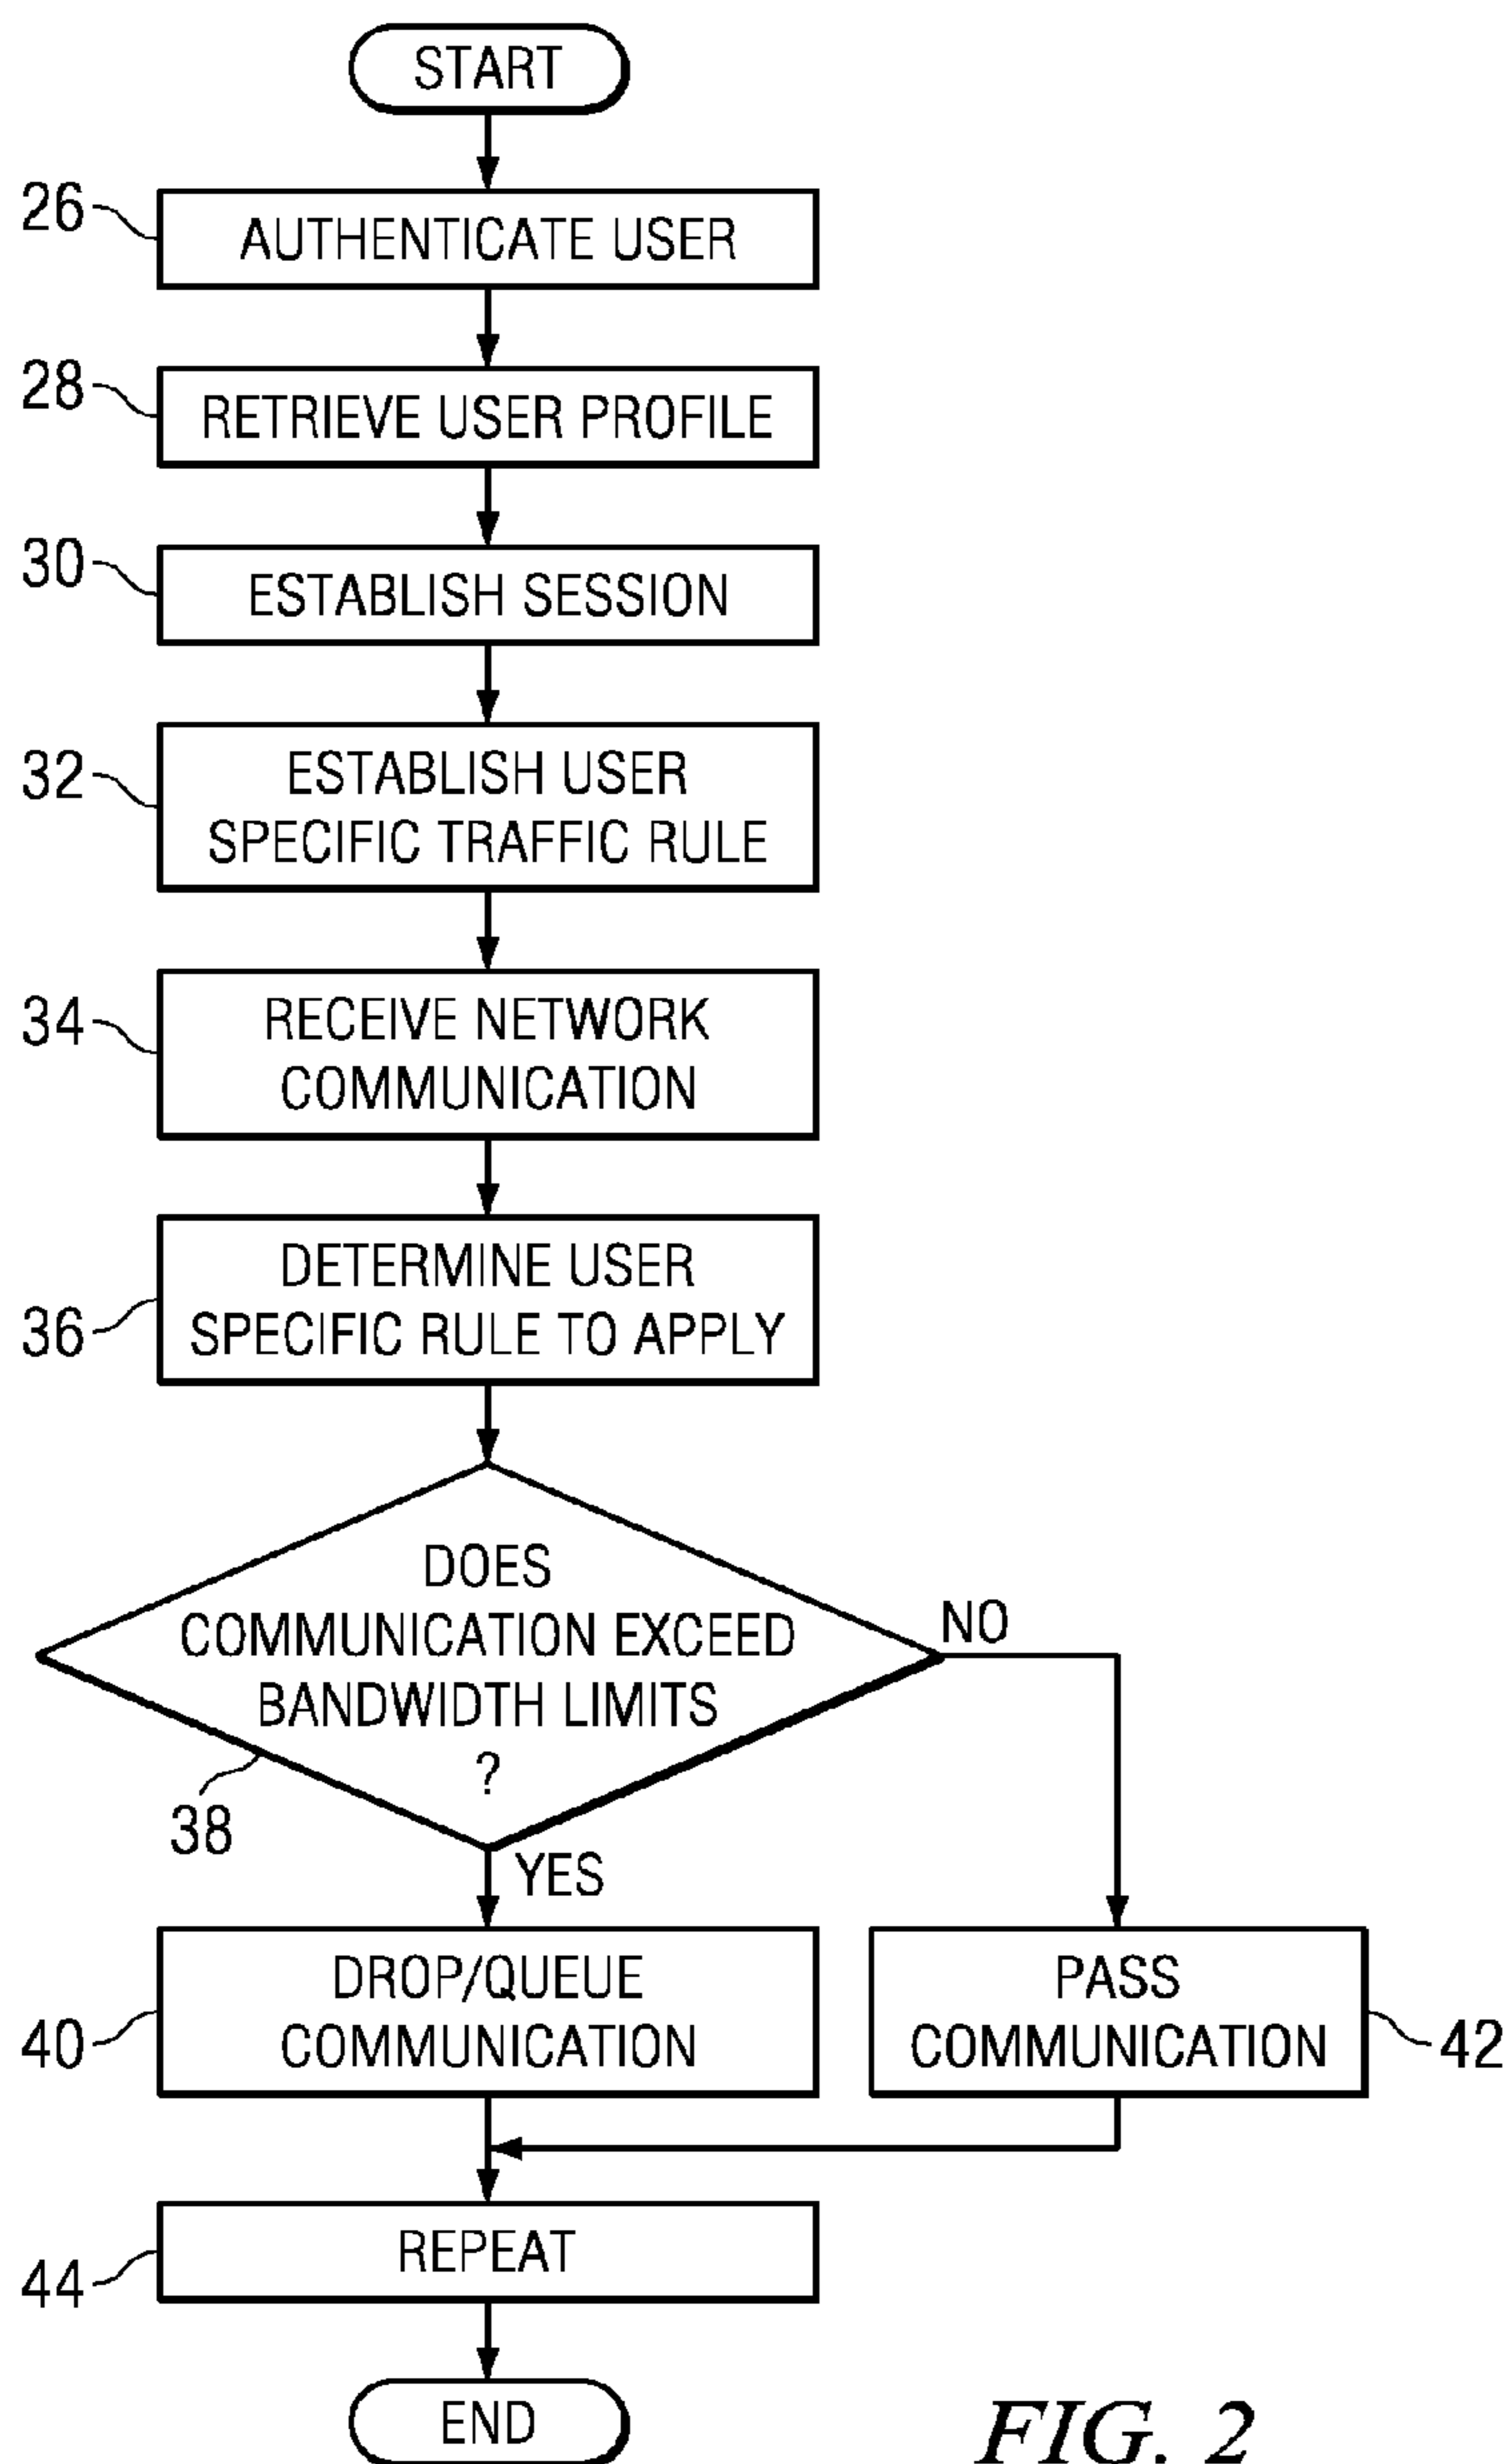 START
26
AUTHENTICATE USER
28
RETRIEVE USER PROFILE
30
ESTABLISH SESSION
32
ESTABLISH USER
SPECIFIC TRAFFIC RULE
34
RECEIVE NETWORK
COMMUNICATION
36
DETERMINE USER
SPECIFIC RULE TO APPLY
DOES
COMMUNICATION EXCEED
BANDWIDTH LIMITS
?
NO
38
YES
40
DROP/QUEUE
COMMUNICATION
PASS
COMMUNICATION
42
44
REPEAT
END
FIG. 2